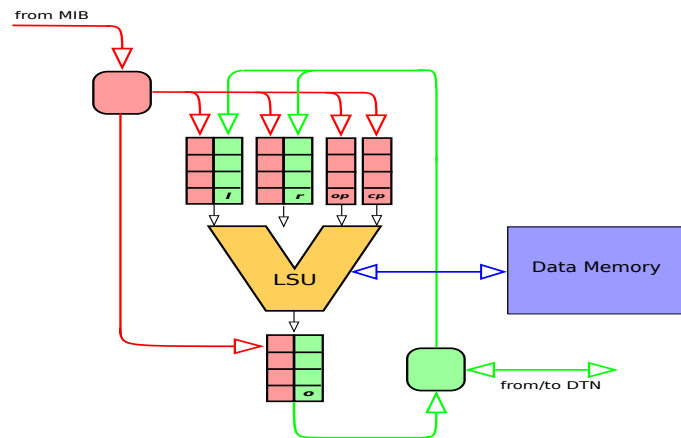 from MIB
l
r
op
cp
LSU
Data Memory
o
from/to DTN